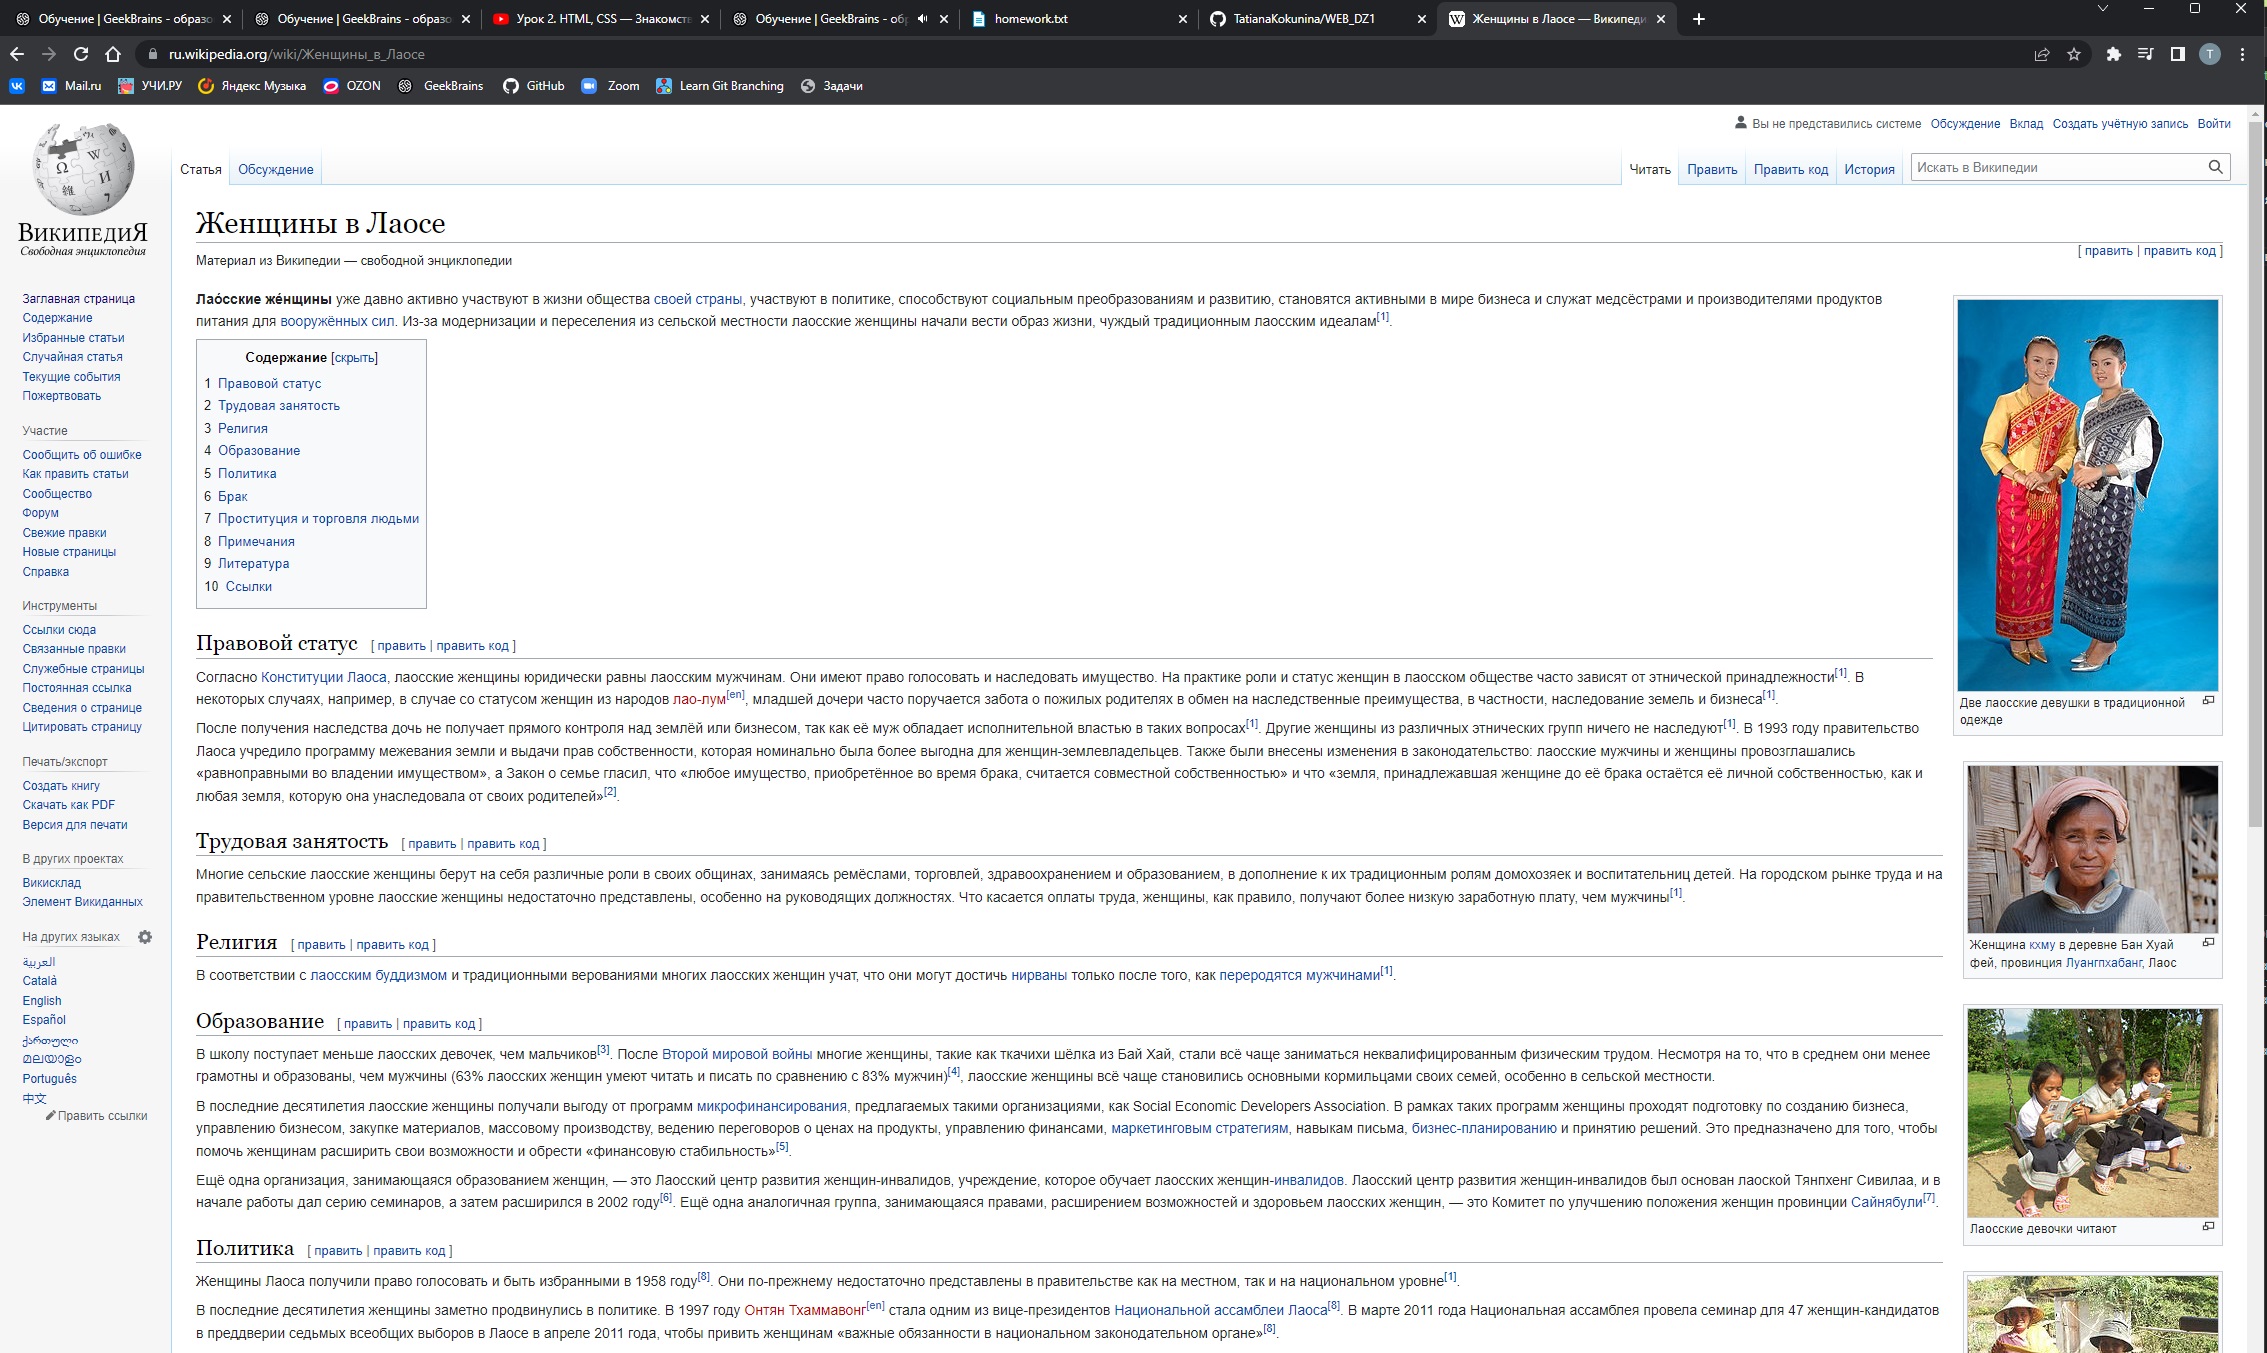 Обучение | GeekBrains - образо
Обучение | GeekBrains - образо
Урок 2. HTML, CSS — Знакомств
Обучение | GeekBrains - обр
homework.txt
TatianaKokunina/WEB_DZ1
Женщины в Лаосе — Википеди
ru.wikipedia.org/wiki/Женщины_в_Лаосе
T
Mail.ru
УЧИ.РУ
Яндекс Музыка
OZON
GeekBrains
GitHub
Zoom
Learn Git Branching
Задачи
Вы не представились системе Обсуждение Вклад Создать учётную запись Войти
Статья Обсуждение
Читать Править Править код История
Искать в Википедии
ВикипедиЯ
Свободная энциклопедия
Заглавная страница
Содержание
Избранные статьи
Случайная статья
Текущие события
Пожертвовать
Участие
Сообщить об ошибке
Как править статьи
Сообщество
Форум
Свежие правки
Новые страницы
Справка
Инструменты
Ссылки сюда
Связанные правки
Служебные страницы
Постоянная ссылка
Сведения о странице
Цитировать страницу
Печать/экспорт
Создать книгу
Скачать как PDF
Версия для печати
В других проектах
Викисклад
Элемент Викиданных
На других языках
العربية
Català
English
Español
ქართული
മലയാളം
Português
中文
Править ссылки
Женщины в Лаосе
[ править | править код ]
Материал из Википедии — свободной энциклопедии
Лао́сские же́нщины уже давно активно участвуют в жизни общества своей страны, участвуют в политике, способствуют социальным преобразованиям и развитию, становятся активными в мире бизнеса и служат медсёстрами и производителями продуктов
питания для вооружённых сил. Из-за модернизации и переселения из сельской местности лаосские женщины начали вести образ жизни, чуждый традиционным лаосским идеалам[1].
Содержание [скрыть]
1 Правовой статус
2 Трудовая занятость
3 Религия
4 Образование
5 Политика
6 Брак
7 Проституция и торговля людьми
8 Примечания
9 Литература
10 Ссылки
Правовой статус [ править | править код ]
Согласно Конституции Лаоса, лаосские женщины юридически равны лаосским мужчинам. Они имеют право голосовать и наследовать имущество. На практике роли и статус женщин в лаосском обществе часто зависят от этнической принадлежности[1]. В
некоторых случаях, например, в случае со статусом женщин из народов лао-лум[en], младшей дочери часто поручается забота о пожилых родителях в обмен на наследственные преимущества, в частности, наследование земель и бизнеса[1].
После получения наследства дочь не получает прямого контроля над землёй или бизнесом, так как её муж обладает исполнительной властью в таких вопросах[1]. Другие женщины из различных этнических групп ничего не наследуют[1]. В 1993 году правительство
Лаоса учредило программу межевания земли и выдачи прав собственности, которая номинально была более выгодна для женщин-землевладельцев. Также были внесены изменения в законодательство: лаосские мужчины и женщины провозглашались
«равноправными во владении имуществом», а Закон о семье гласил, что «любое имущество, приобретённое во время брака, считается совместной собственностью» и что «земля, принадлежавшая женщине до её брака остаётся её личной собственностью, как и
любая земля, которую она унаследовала от своих родителей»[2].
Трудовая занятость [ править | править код ]
Многие сельские лаосские женщины берут на себя различные роли в своих общинах, занимаясь ремёслами, торговлей, здравоохранением и образованием, в дополнение к их традиционным ролям домохозяек и воспитательниц детей. На городском рынке труда и на
правительственном уровне лаосские женщины недостаточно представлены, особенно на руководящих должностях. Что касается оплаты труда, женщины, как правило, получают более низкую заработную плату, чем мужчины[1].
Религия [ править | править код ]
В соответствии с лаосским буддизмом и традиционными верованиями многих лаосских женщин учат, что они могут достичь нирваны только после того, как переродятся мужчинами[1].
Образование [ править | править код ]
В школу поступает меньше лаосских девочек, чем мальчиков[3]. После Второй мировой войны многие женщины, такие как ткачихи шёлка из Бай Хай, стали всё чаще заниматься неквалифицированным физическим трудом. Несмотря на то, что в среднем они менее
грамотны и образованы, чем мужчины (63% лаосских женщин умеют читать и писать по сравнению с 83% мужчин)[4], лаосские женщины всё чаще становились основными кормильцами своих семей, особенно в сельской местности.
В последние десятилетия лаосские женщины получали выгоду от программ микрофинансирования, предлагаемых такими организациями, как Social Economic Developers Association. В рамках таких программ женщины проходят подготовку по созданию бизнеса,
управлению бизнесом, закупке материалов, массовому производству, ведению переговоров о ценах на продукты, управлению финансами, маркетинговым стратегиям, навыкам письма, бизнес-планированию и принятию решений. Это предназначено для того, чтобы
помочь женщинам расширить свои возможности и обрести «финансовую стабильность»[5].
Ещё одна организация, занимающаяся образованием женщин, — это Лаосский центр развития женщин-инвалидов, учреждение, которое обучает лаосских женщин-инвалидов. Лаосский центр развития женщин-инвалидов был основан лаоской Тянпхенг Сивилаа, и в
начале работы дал серию семинаров, а затем расширился в 2002 году[6]. Ещё одна аналогичная группа, занимающаяся правами, расширением возможностей и здоровьем лаосских женщин, — это Комитет по улучшению положения женщин провинции Сайнябули[7].
Политика [ править | править код ]
Женщины Лаоса получили право голосовать и быть избранными в 1958 году[8]. Они по-прежнему недостаточно представлены в правительстве как на местном, так и на национальном уровне[1].
В последние десятилетия женщины заметно продвинулись в политике. В 1997 году Онтян Тхаммавонг[en] стала одним из вице-президентов Национальной ассамблеи Лаоса[8]. В марте 2011 года Национальная ассамблея провела семинар для 47 женщин-кандидатов
в преддверии седьмых всеобщих выборов в Лаосе в апреле 2011 года, чтобы привить женщинам «важные обязанности в национальном законодательном органе»[8].
Две лаосские девушки в традиционной
одежде
Женщина кхму в деревне Бан Хуай
фей, провинция Луангпхабанг, Лаос
Лаосские девочки читают